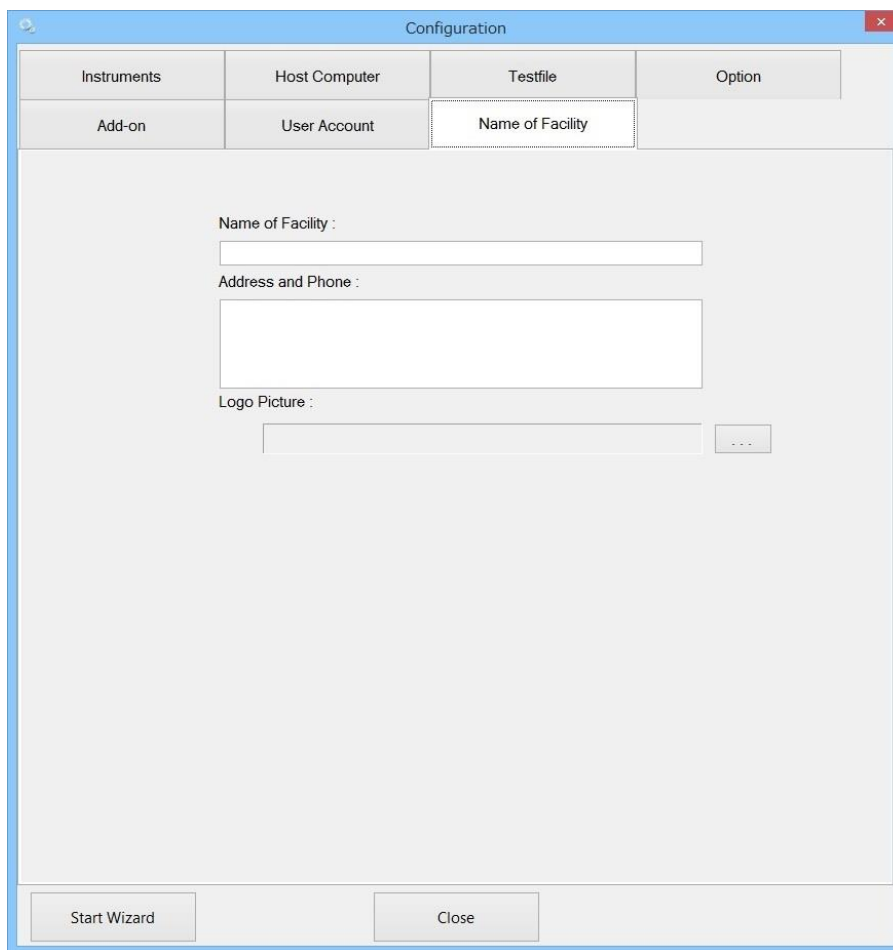 Configuration
Instruments Host Computer Testfile Option
Add-on User Account Name of Facility
Name of Facility :
Address and Phone :
Logo Picture :
. . .
Start Wizard Close